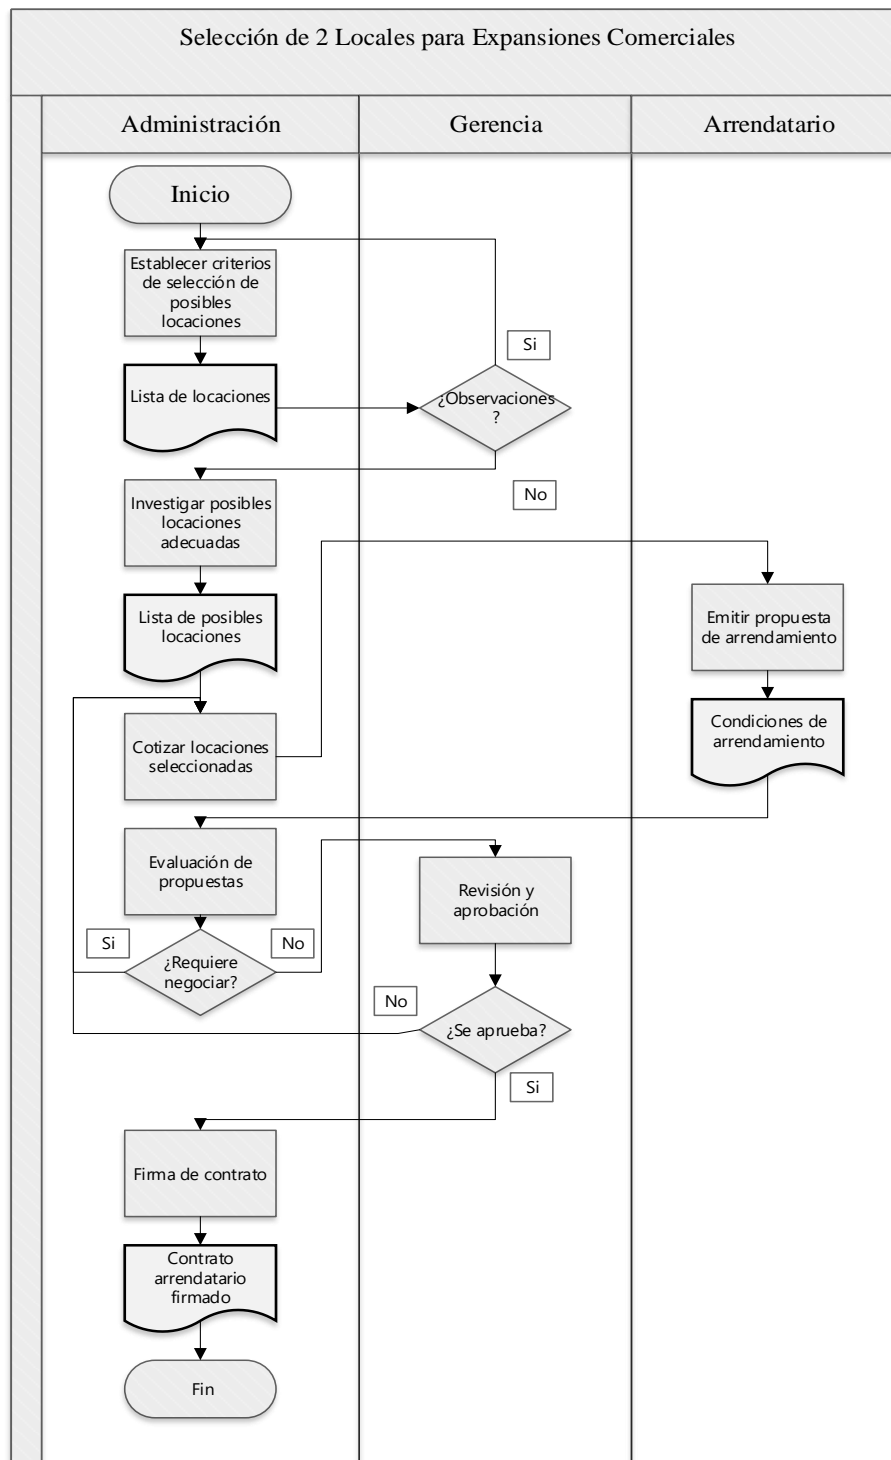 Selección de 2 Locales para Expansiones Comerciales
Administración
Gerencia
Arrendatario
Inicio
Establecer criterios
de selección de
posibles
locaciones
Si
Lista de locaciones
¿Observaciones
?
No
Investigar posibles
locaciones
adecuadas
Lista de posibles
locaciones
Emitir propuesta
de arrendamiento
Cotizar locaciones
seleccionadas
Condiciones de
arrendamiento
Evaluación de
propuestas
Revisión y
aprobación
Si
No
¿Requiere
negociar?
No
¿Se aprueba?
Si
Firma de contrato
Contrato
arrendatario
firmado
Fin